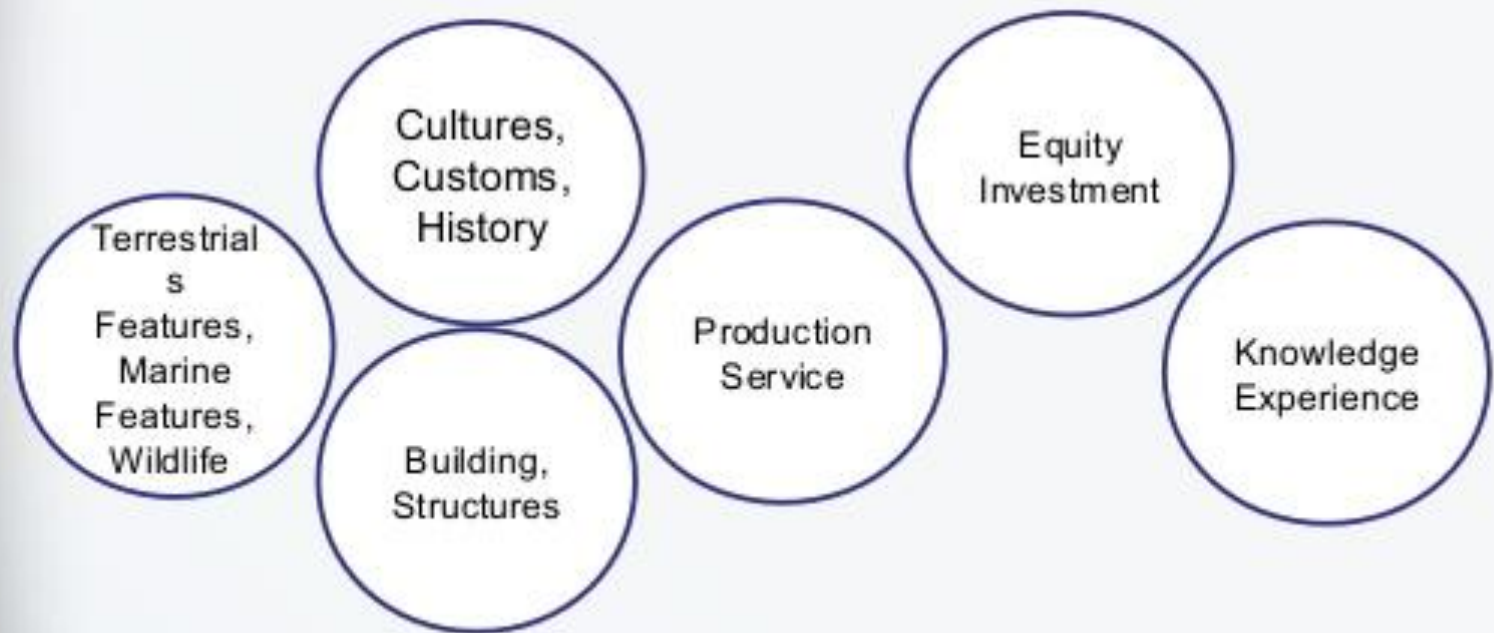 Terrestrial
s
Features,
Marine
Features,
Wildlife
Cultures,
Customs,
History
Building,
Structures
Production
Service
Equity
Investment
Knowledge
Experience